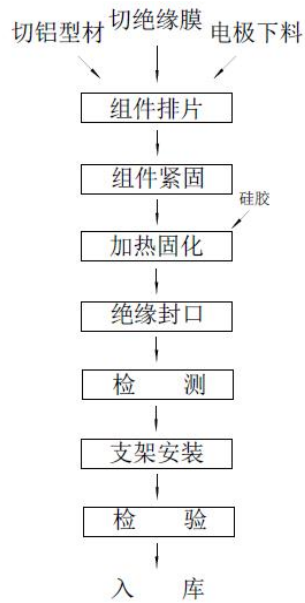 切铝型材 切绝缘膜 电极下料
组件排片
组件紧固
硅胶
加热固化
绝缘封口
检 测
支架安装
检 验
入 库